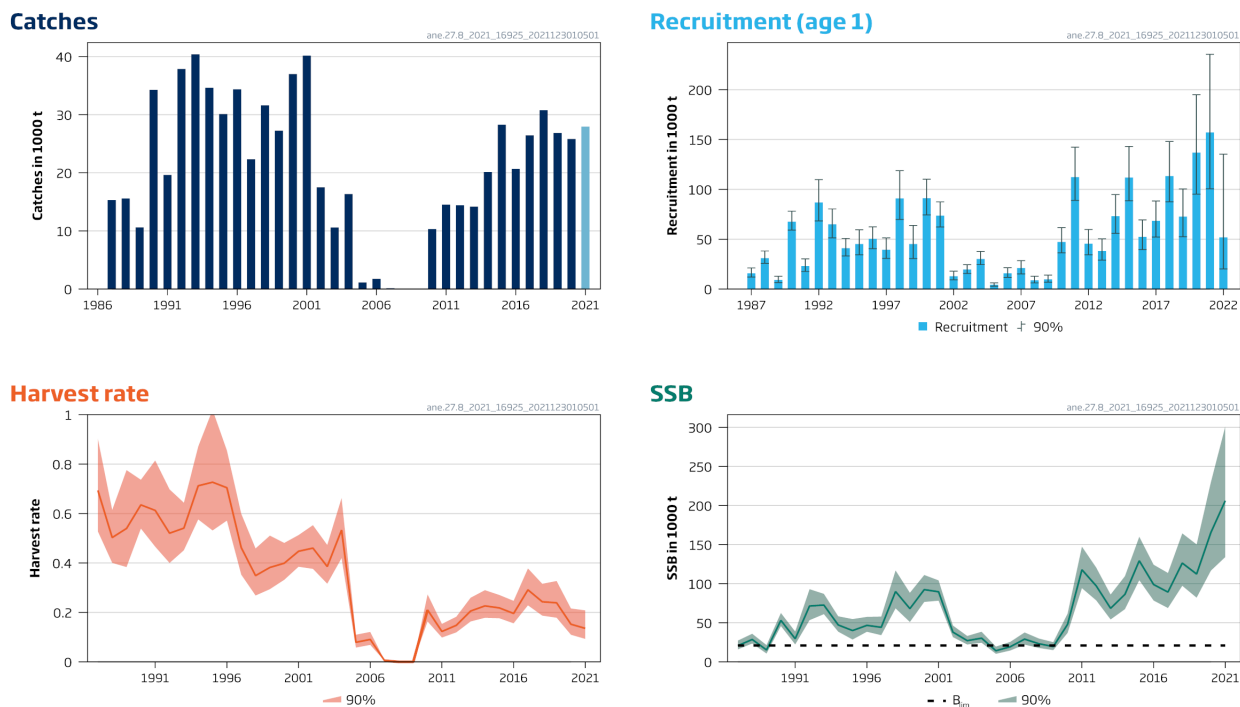 Catches
ane.27.8_2021_16925_2021123010501
Catches in 1000 t
40
30
20
10
0
1986 1991 1996 2001 2006 2011 2016 2021
Recruitment (age 1)
ane.27.8_2021_16925_2021123010501
Recruitment in 1000 t
200
150
100
50
0
1987 1992 1997 2002 2007 2012 2017 2022
Recruitment 90%
Harvest rate
ane.27.8_2021_16925_2021123010501
Harvest rate
1
0.8
0.6
0.4
0.2
0
1991 1996 2001 2006 2011 2016 2021
90%
SSB
ane.27.8_2021_16925_2021123010501
SSB in 1000 t
300
250
200
150
100
50
0
1991 1996 2001 2006 2011 2016 2021
Blim 90%